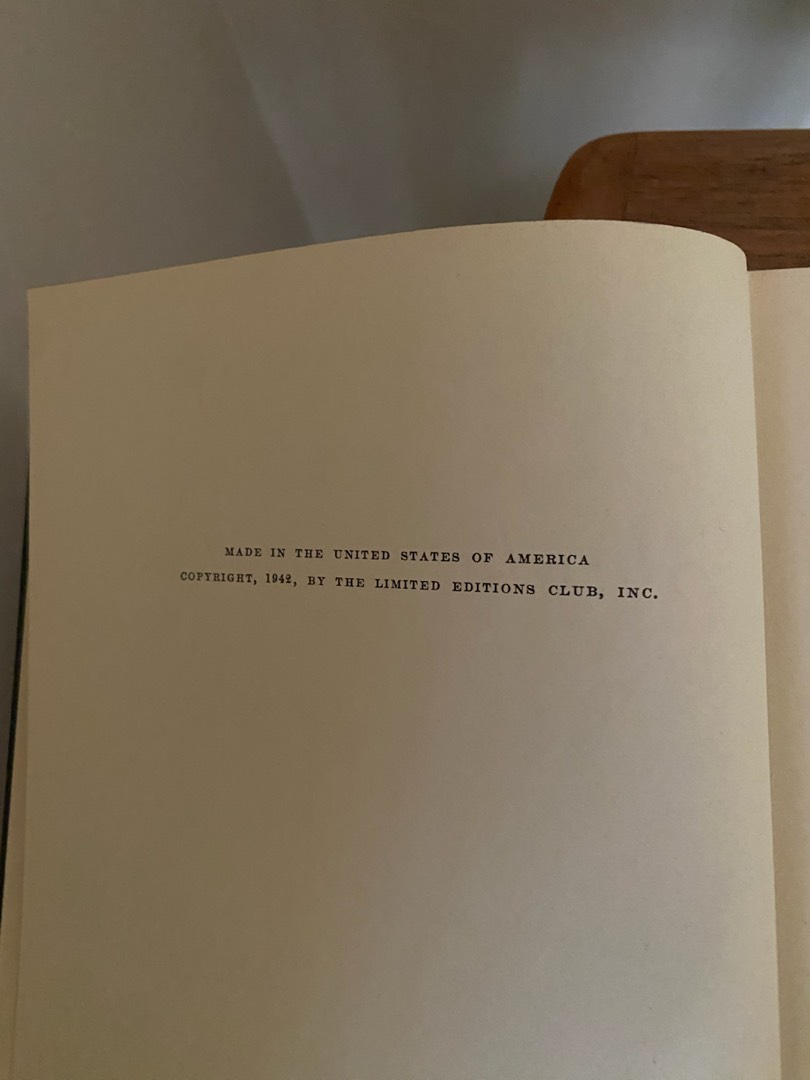 MADE IN THE UNITED STATES OF AMERICA
COPYRIGHT, 1942, BY THE LIMITED EDITIONS CLUB, INC.